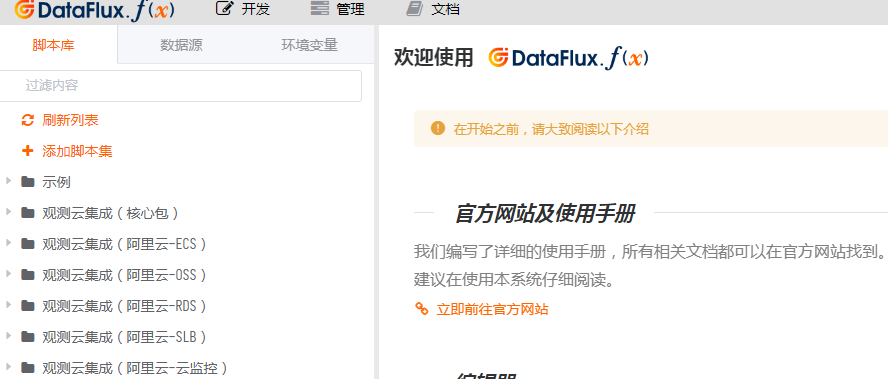 DataFlux.f(x) 开发 管理 文档
脚本库 数据源 环境变量
过滤内容
刷新列表
添加脚本集
示例
观测云集成（核心包）
观测云集成（阿里云-ECS）
观测云集成（阿里云-OSS）
观测云集成（阿里云-RDS）
观测云集成（阿里云-SLB）
观测云集成（阿里云-云监控）
欢迎使用 DataFlux.f(x)
在开始之前，请大致阅读以下介绍
官方网站及使用手册
我们编写了详细的使用手册，所有相关文档都可以在官方网站找到。
建议在使用本系统仔细阅读。
立即前往官方网站
编辑器